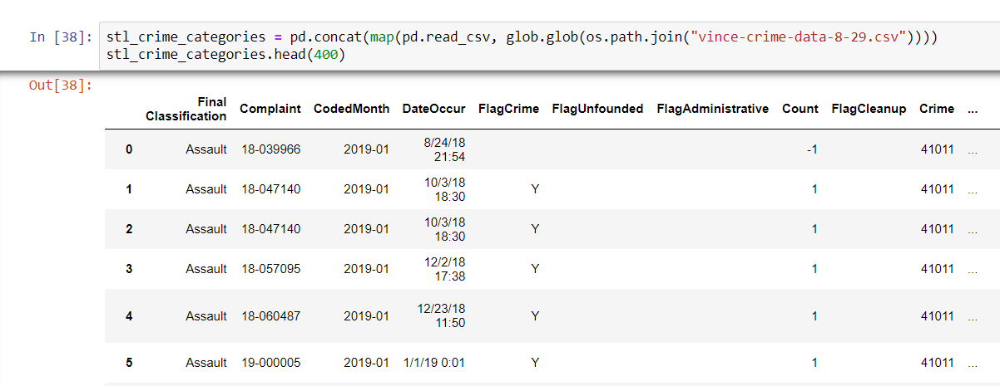 In [38]: stl_crime_categories = pd.concat(map(pd.read_csv, glob.glob(os.path.join("vince-crime-data-8-29.csv"))))
stl_crime_categories.head(400)
Out[38]:
Final Classification Complaint CodedMonth DateOccur FlagCrime FlagUnfounded FlagAdministrative Count FlagCleanup Crime ...
0 Assault 18-039966 2019-01 8/24/18 21:54 -1 41011 ...
1 Assault 18-047140 2019-01 10/3/18 18:30 Y 1 41011 ...
2 Assault 18-047140 2019-01 10/3/18 18:30 Y 1 41011 ...
3 Assault 18-057095 2019-01 12/2/18 17:38 Y 1 41011 ...
4 Assault 18-060487 2019-01 12/23/18 11:50 Y 1 41011 ...
5 Assault 19-000005 2019-01 1/1/19 0:01 Y 1 41011 ...